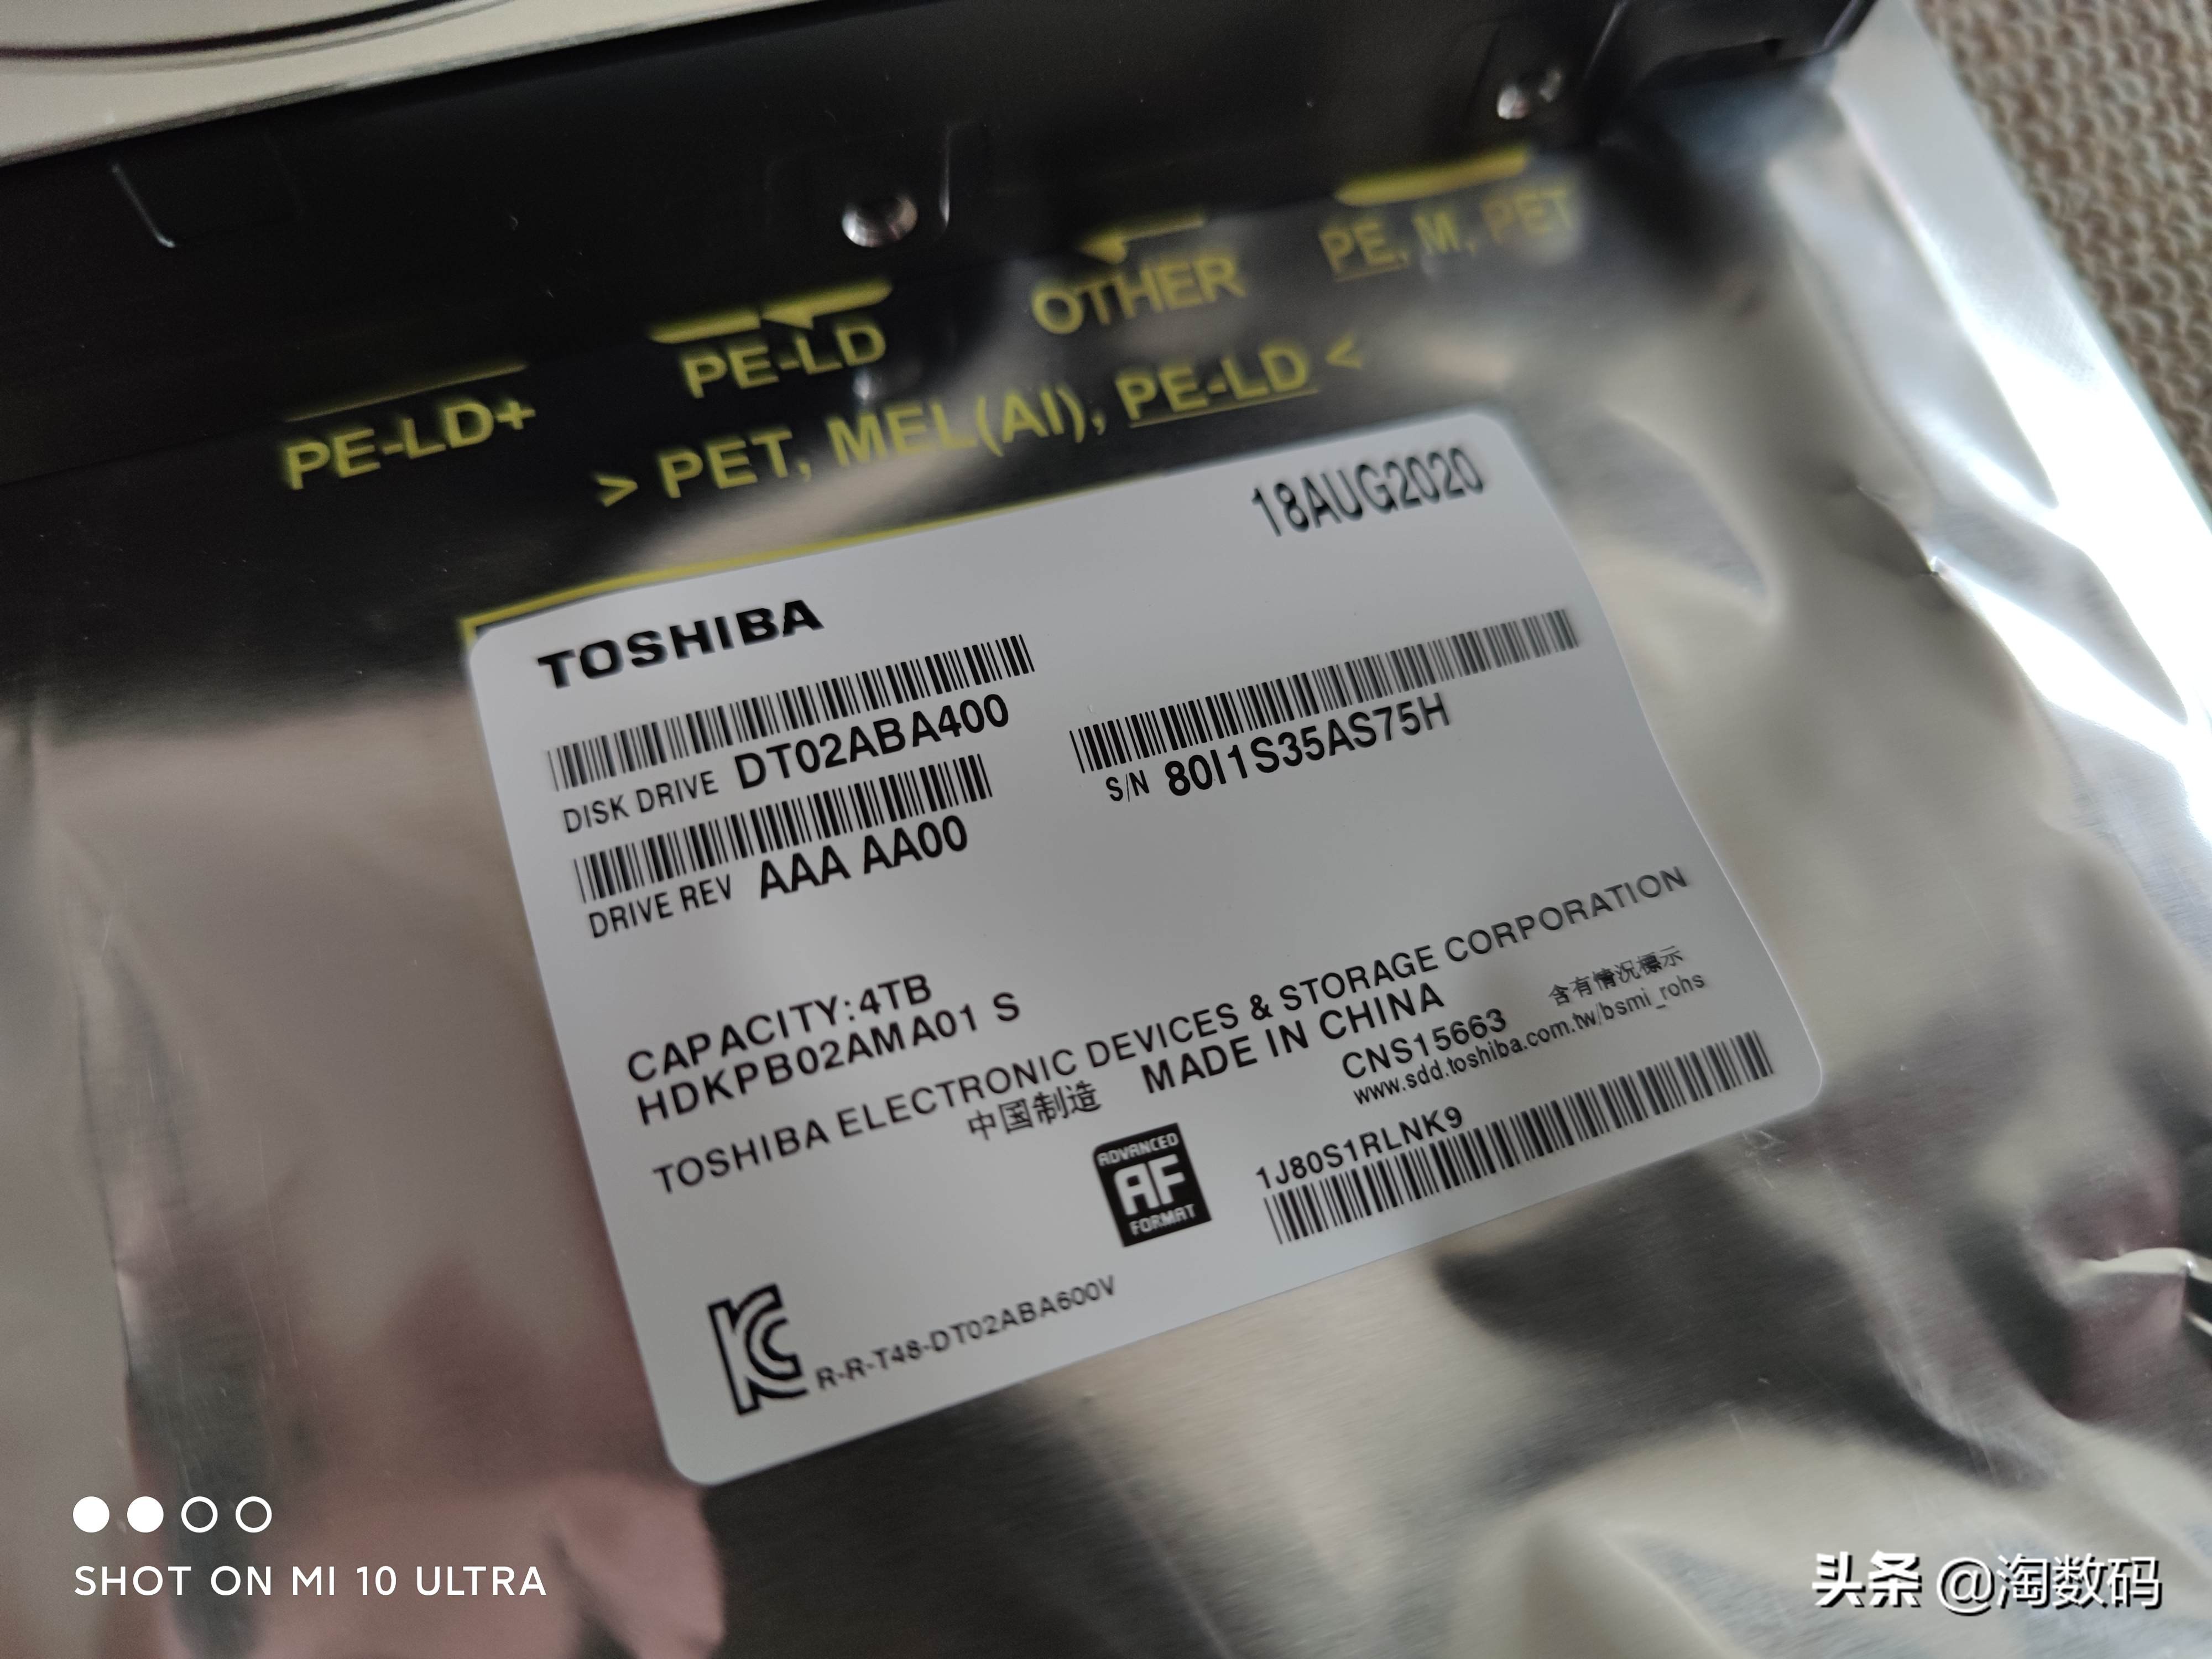 PE-LD+
PE-LD
OTHER
PE, M, PET
> PET, MEL(AI), PE-LD <
18AUG2020
TOSHIBA
DISK DRIVE DT02ABA400
S/N 80I1S35AS75H
DRIVE REV AAA AA00
CAPACITY:4TB
HDKPB02AMA01 S
TOSHIBA ELECTRONIC DEVICES & STORAGE CORPORATION
中国制造 MADE IN CHINA
CNS15663 含有情況標示
www.sdd.toshiba.com.tw/bsmi_rohs
ADVANCED
AF
FORMAT
1J80S1RLNK9
R-R-T48-DT02ABA600V
SHOT ON MI 10 ULTRA
头条 @淘数码